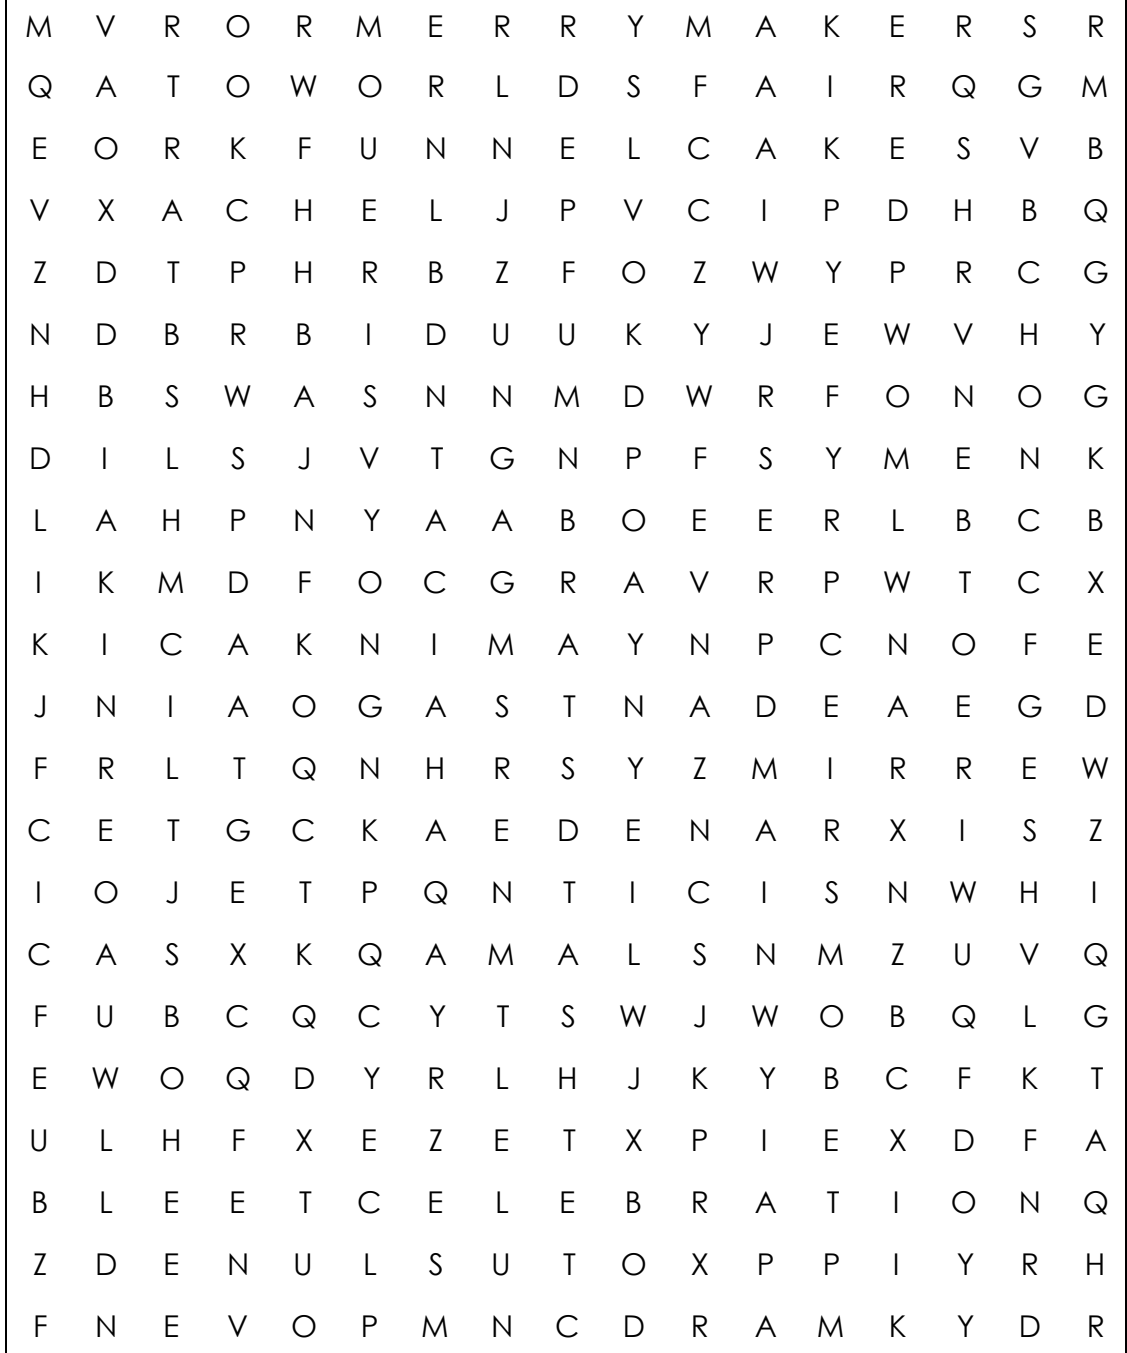 M V R O R M E R R Y M A K E R S R
Q A T O W O R L D S F A I R Q G M
E O R K F U N N E L C A K E S V B
V X A C H E L J P V C I P D H B Q
Z D T P H R B Z F O Z W Y P R C G
N D B R B I D U U K Y J E W V H Y
H B S W A S N N M D W R F O N O G
D I L S J V T G N P F S Y M E N K
L A H P N Y A A B O E E R L B C B
I K M D F O C G R A V R P W T C X
K I C A K N I M A Y N P C N O F E
J N I A O G A S T N A D E A E G D
F R L T Q N H R S Y Z M I R R E W
C E T G C K A E D E N A R X I S Z
I O J E T P Q N T I C I S N W H I
C A S X K Q A M A L S N M Z U V Q
F U B C Q C Y T S W J W O B Q L G
E W O Q D Y R L H J K Y B C F K T
U L H F X E Z E T X P I E X D F A
B L E E T C E L E B R A T I O N Q
Z D E N U L S U T O X P P I Y R H
F N E V O P M N C D R A M K Y D R